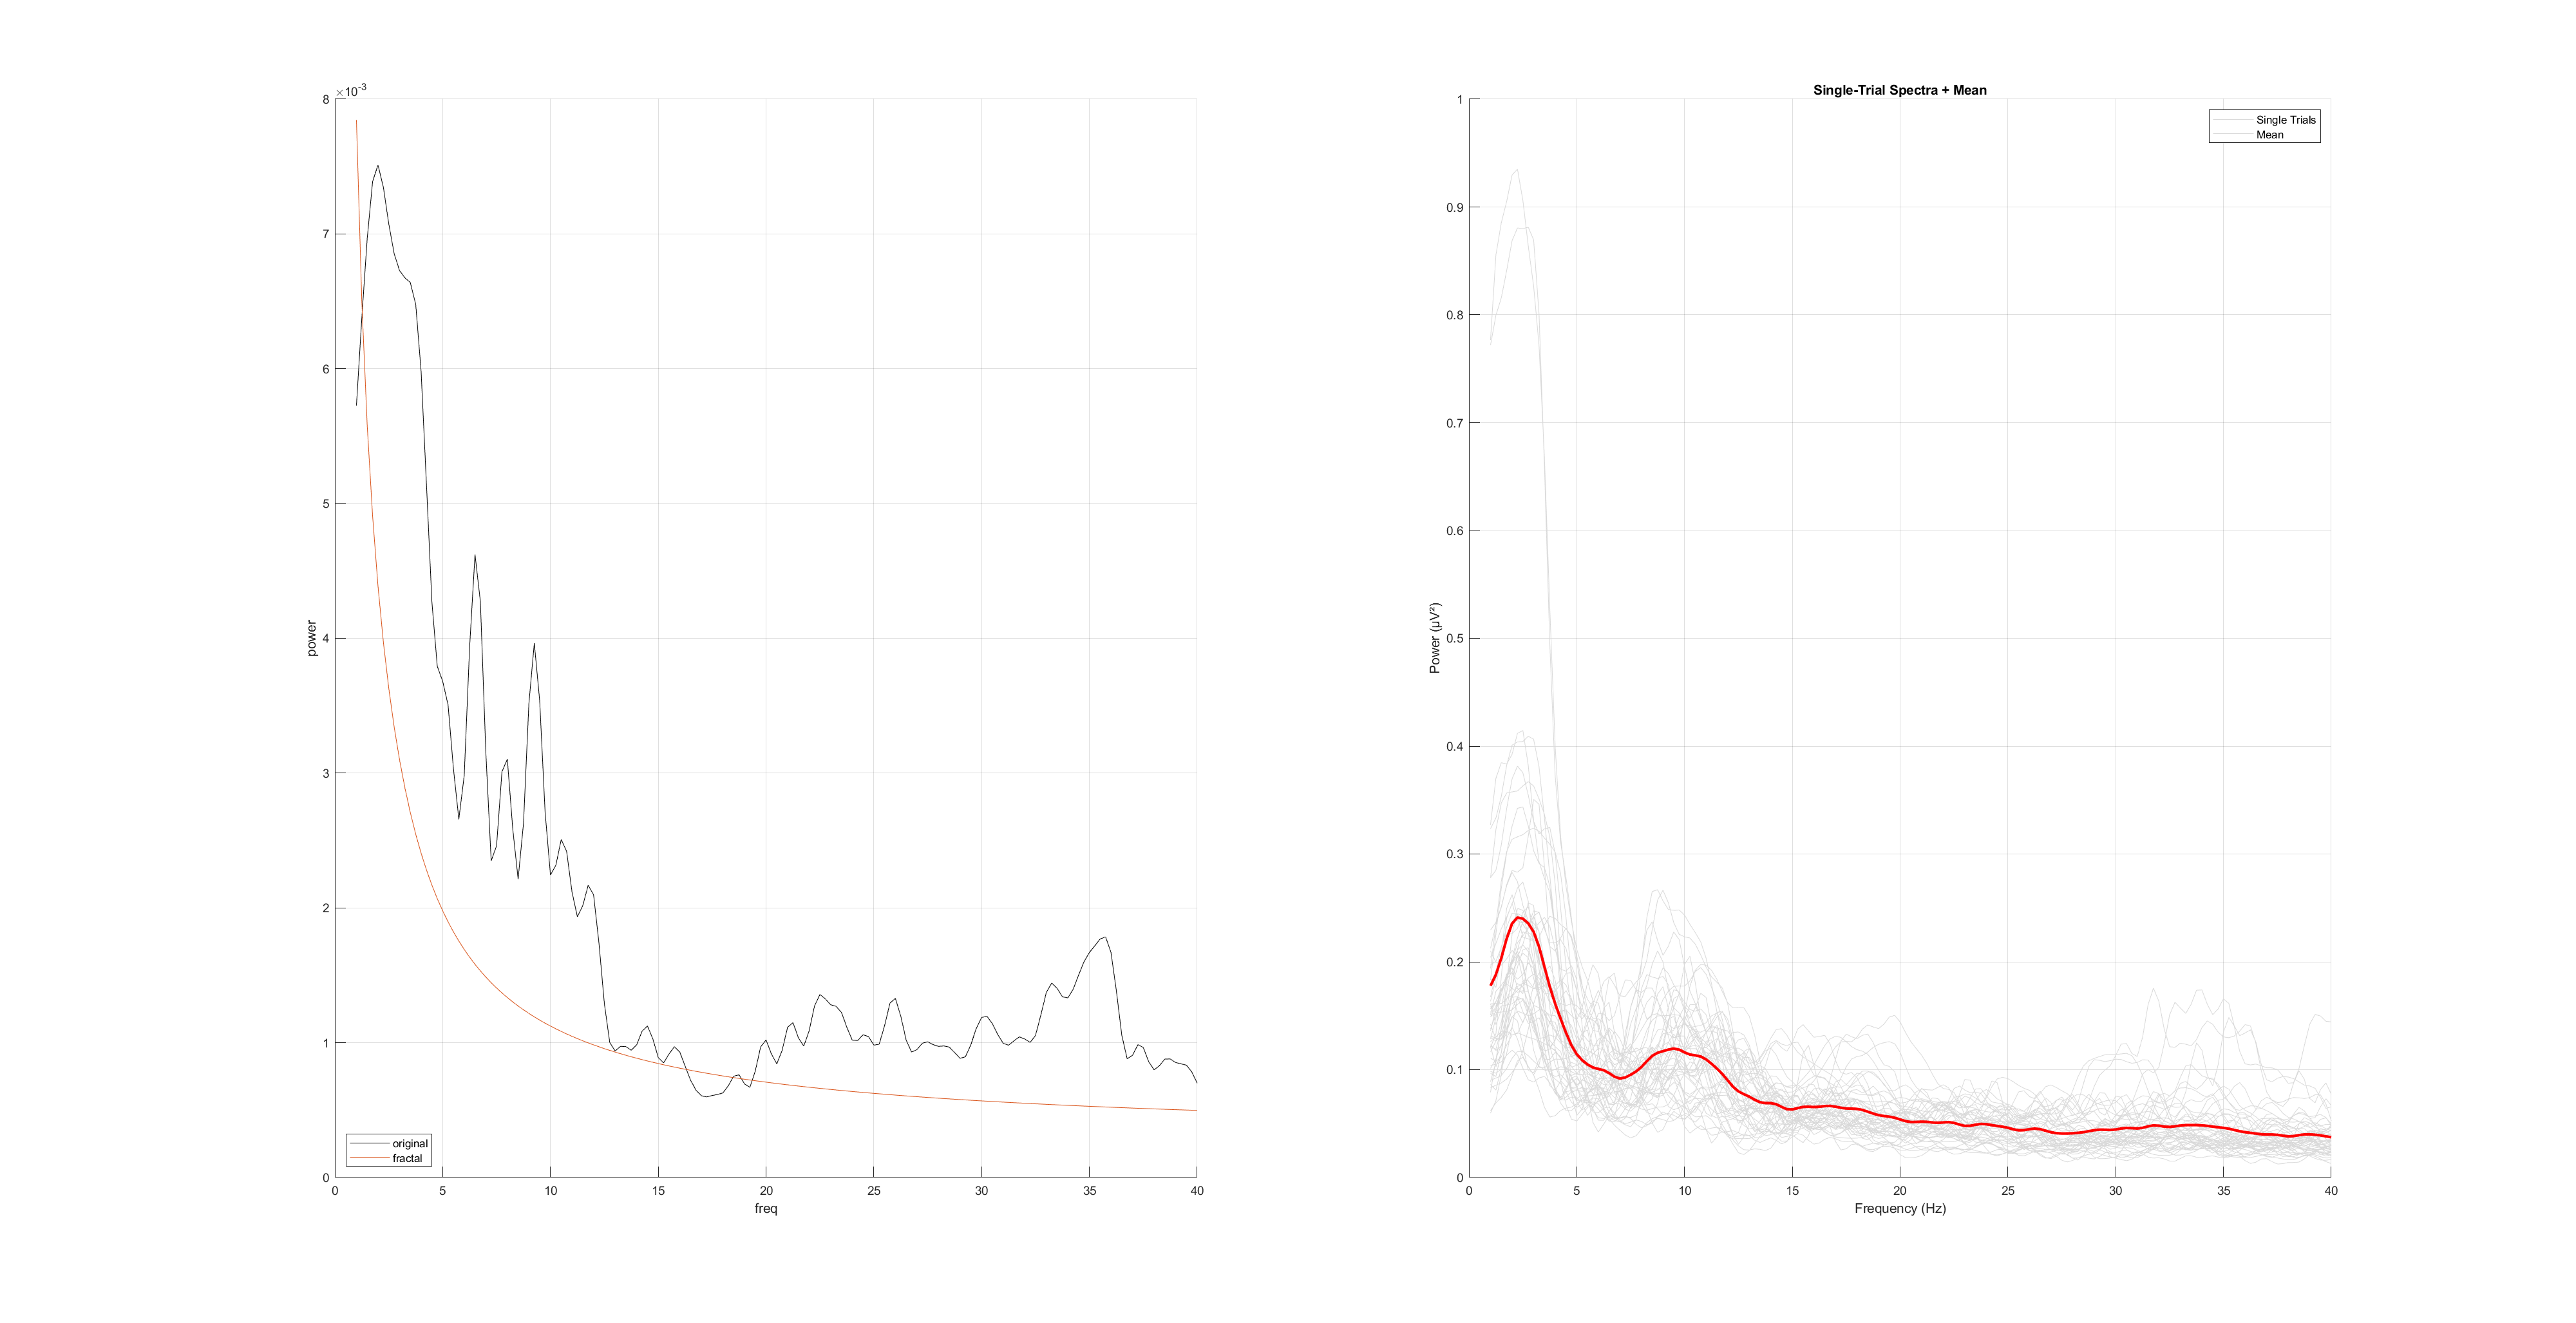 ×10⁻³
8
7
6
5
4
3
2
1
0
power
original
fractal
0 5 10 15 20 25 30 35 40
freq
Single-Trial Spectra + Mean
Single Trials
Mean
1
0.9
0.8
0.7
0.6
0.5
0.4
0.3
0.2
0.1
0
Power (µV²)
0 5 10 15 20 25 30 35 40
Frequency (Hz)